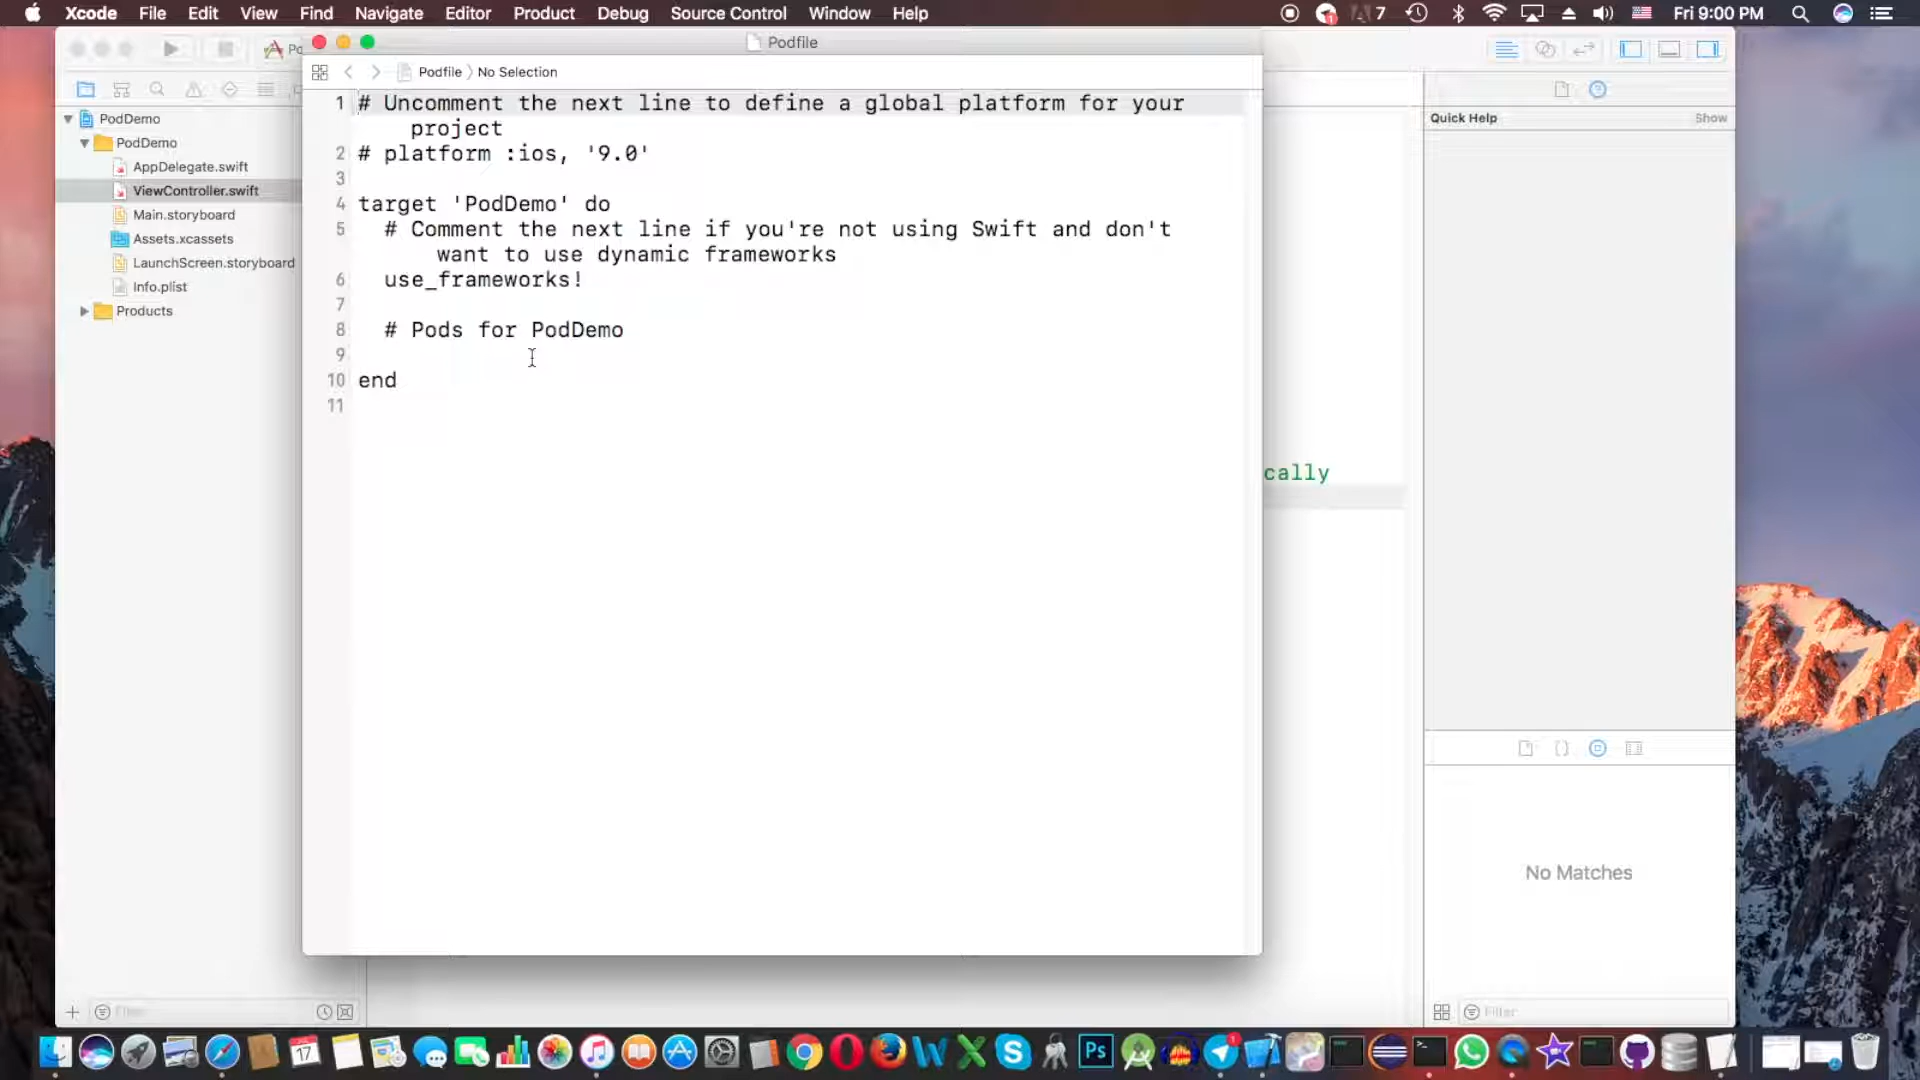 Xcode File Edit View Find Navigate Editor Product Debug Source Control Window Help
7 Fri 9:00 PM
Podfile
Podfile No Selection
PodDemo
PodDemo
AppDelegate.swift
ViewController.swift
Main.storyboard
Assets.xcassets
LaunchScreen.storyboard
Info.plist
Products
1 # Uncomment the next line to define a global platform for your
project
2 # platform :ios, '9.0'
3
4 target 'PodDemo' do
5 # Comment the next line if you're not using Swift and don't
want to use dynamic frameworks
6 use_frameworks!
7
8 # Pods for PodDemo
9
10 end
11
cally
Quick Help Show
No Matches
Filter
Filter
17
Ps